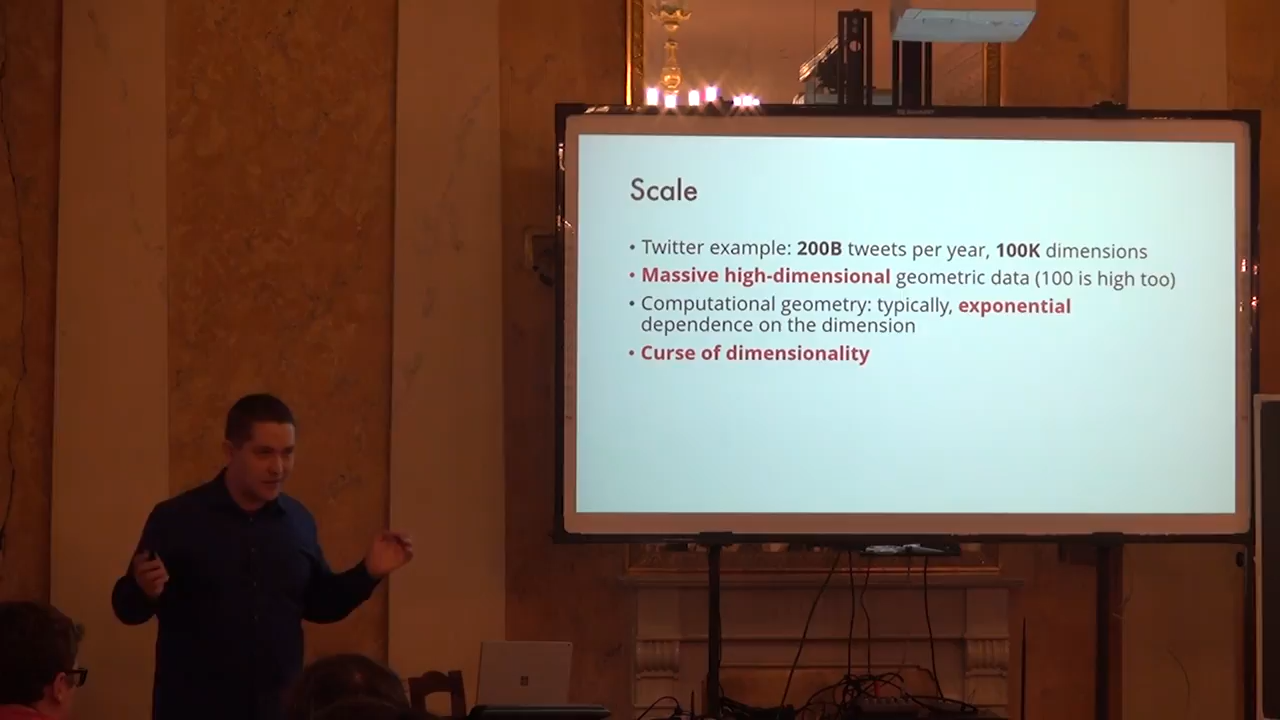 Scale
• Twitter example: 200B tweets per year, 100K dimensions
• Massive high-dimensional geometric data (100 is high too)
• Computational geometry: typically, exponential
dependence on the dimension
• Curse of dimensionality